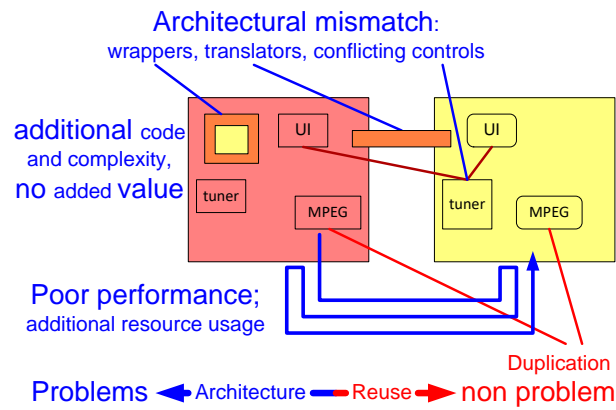 Architectural mismatch:
wrappers, translators, conflicting controls
additional code
and complexity,
no added value
UI
UI
tuner
tuner
MPEG
MPEG
Poor performance;
additional resource usage
Duplication
Problems Architecture Reuse non problem